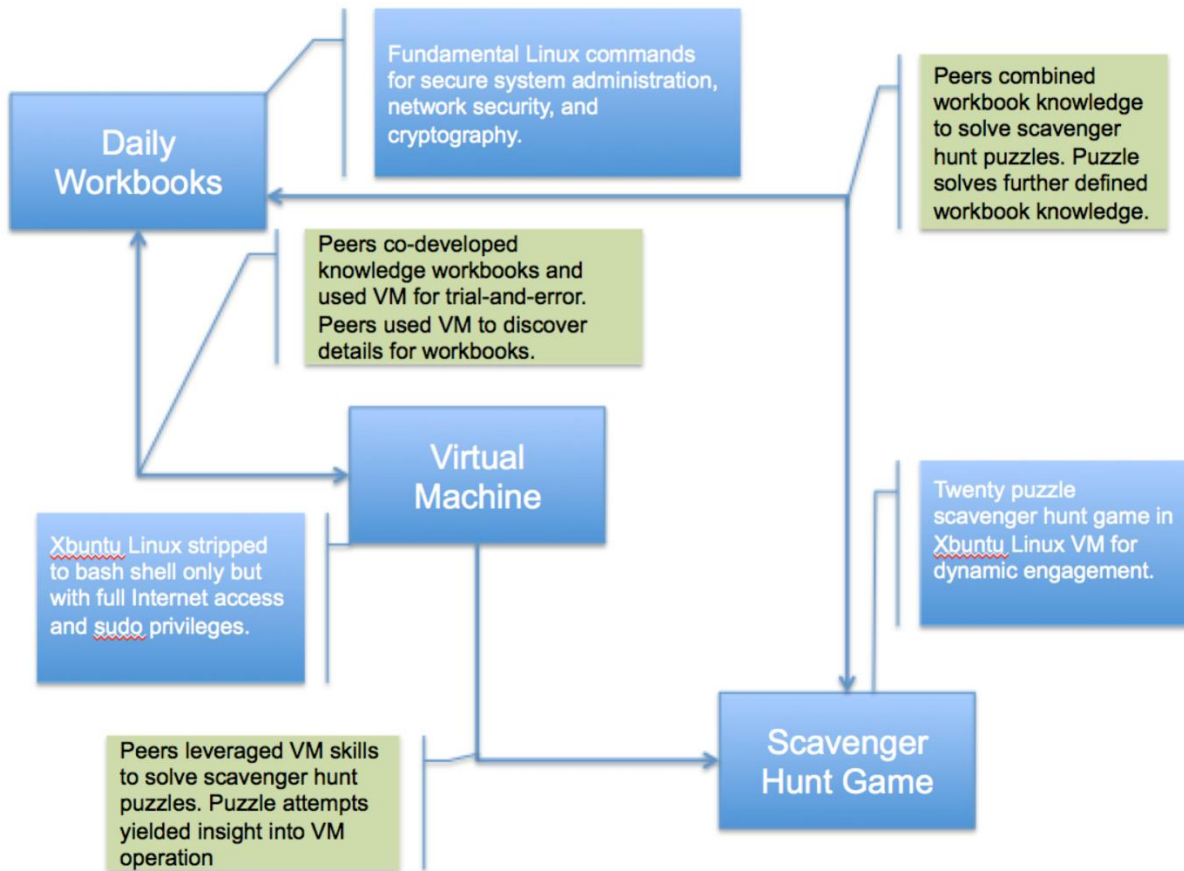 Fundamental Linux commands
for secure system administration,
network security, and
cryptography.
Daily
Workbooks
Peers combined
workbook knowledge
to solve scavenger
hunt puzzles. Puzzle
solves further defined
workbook knowledge.
Peers co-developed
knowledge workbooks and
used VM for trial-and-error.
Peers used VM to discover
details for workbooks.
Virtual
Machine
Xbuntu Linux stripped
to bash shell only but
with full Internet access
and sudo privileges.
Twenty puzzle
scavenger hunt game in
Xbuntu Linux VM for
dynamic engagement.
Peers leveraged VM skills
to solve scavenger hunt
puzzles. Puzzle attempts
yielded insight into VM
operation
Scavenger
Hunt Game